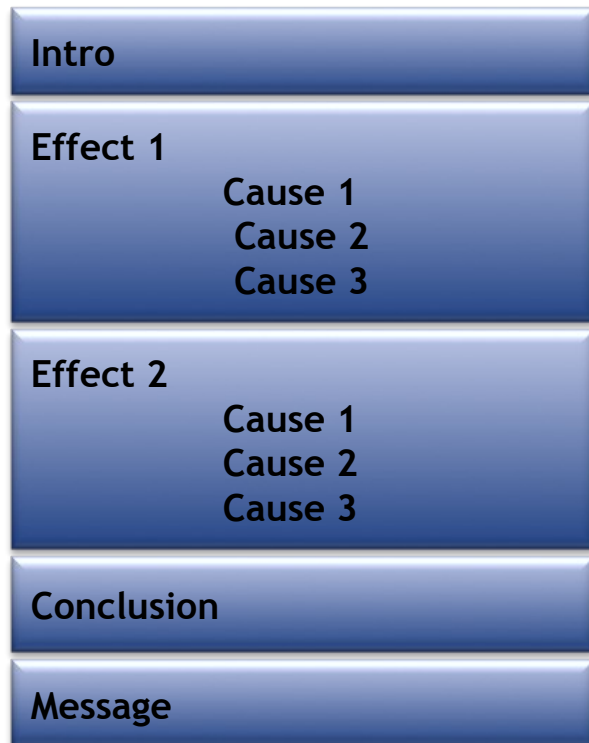 Intro
Effect 1
Cause 1
Cause 2
Cause 3
Effect 2
Cause 1
Cause 2
Cause 3
Conclusion
Message